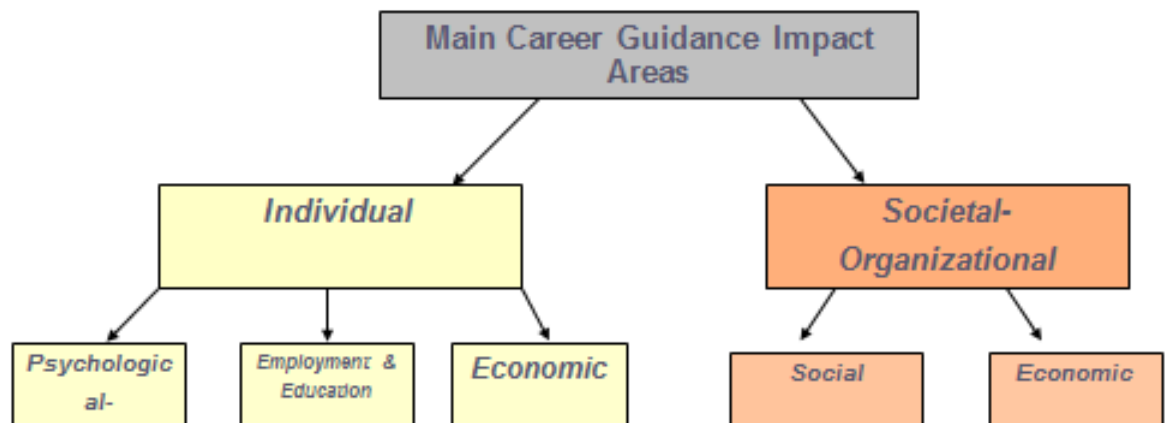 Main Career Guidance Impact
Areas
Individual
Societal-
Organizational
Psychologic
al-
Employment &
Education
Economic
Social
Economic